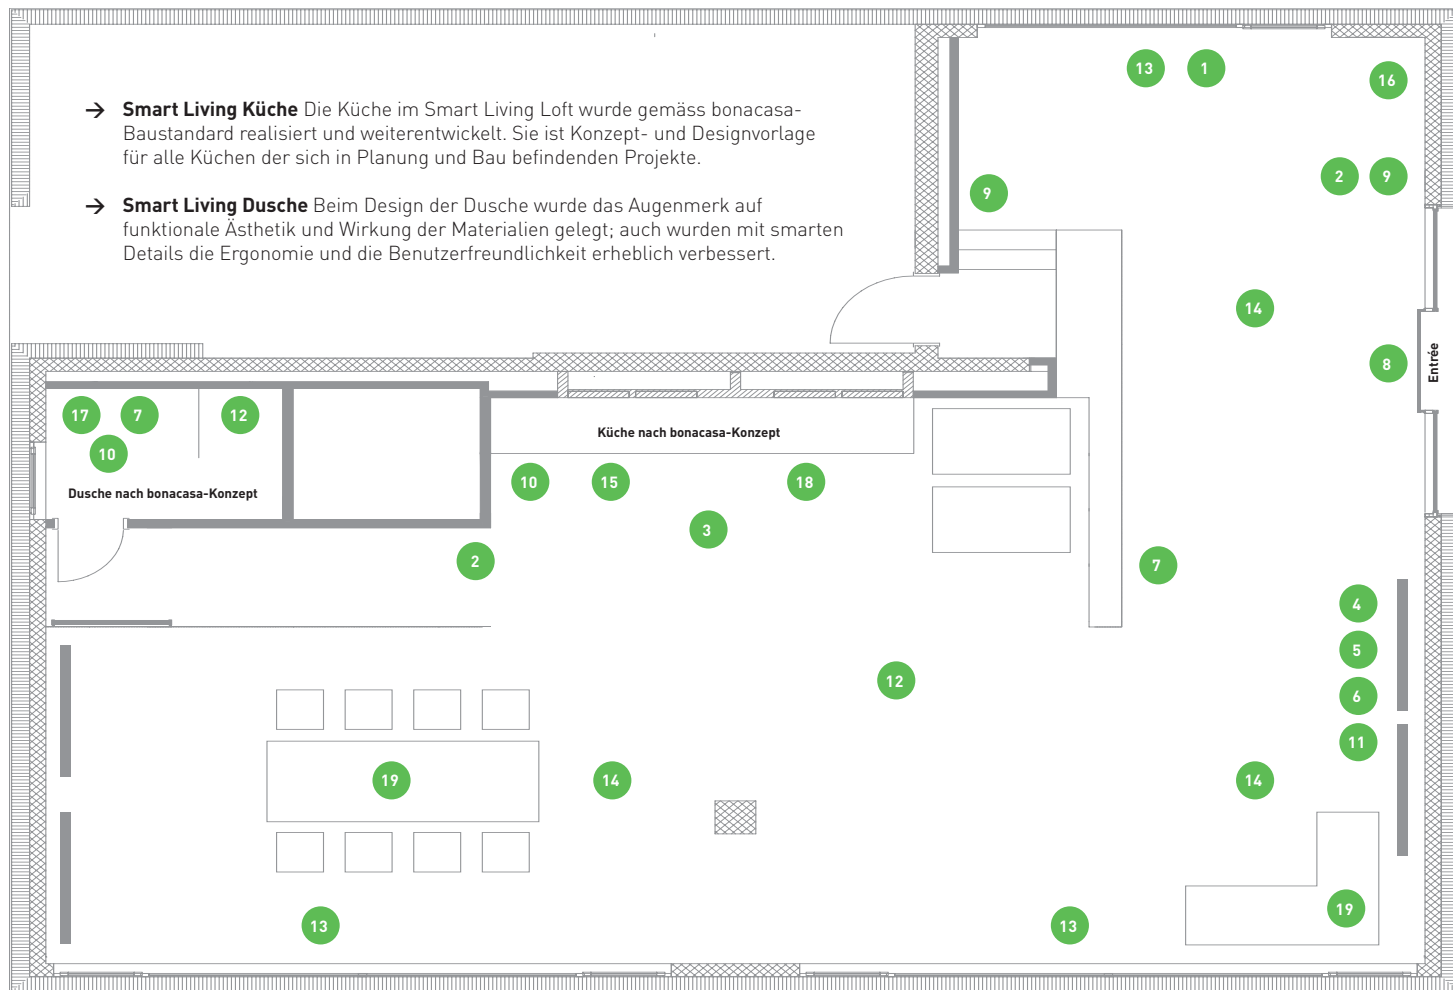 → Smart Living Küche Die Küche im Smart Living Loft wurde gemäss bonacasa-
Baustandard realisiert und weiterentwickelt. Sie ist Konzept- und Designvorlage
für alle Küchen der sich in Planung und Bau befindenden Projekte.
→ Smart Living Dusche Beim Design der Dusche wurde das Augenmerk auf
funktionale Ästhetik und Wirkung der Materialien gelegt; auch wurden mit smarten
Details die Ergonomie und die Benutzerfreundlichkeit erheblich verbessert.
13 1 16
2 9
9
14
8
Entrée
17 7 12
10
Dusche nach bonacasa-Konzept
Küche nach bonacasa-Konzept
10 15 18
3
2
7
4
5
6
11
12
19 14 14
19
13 13